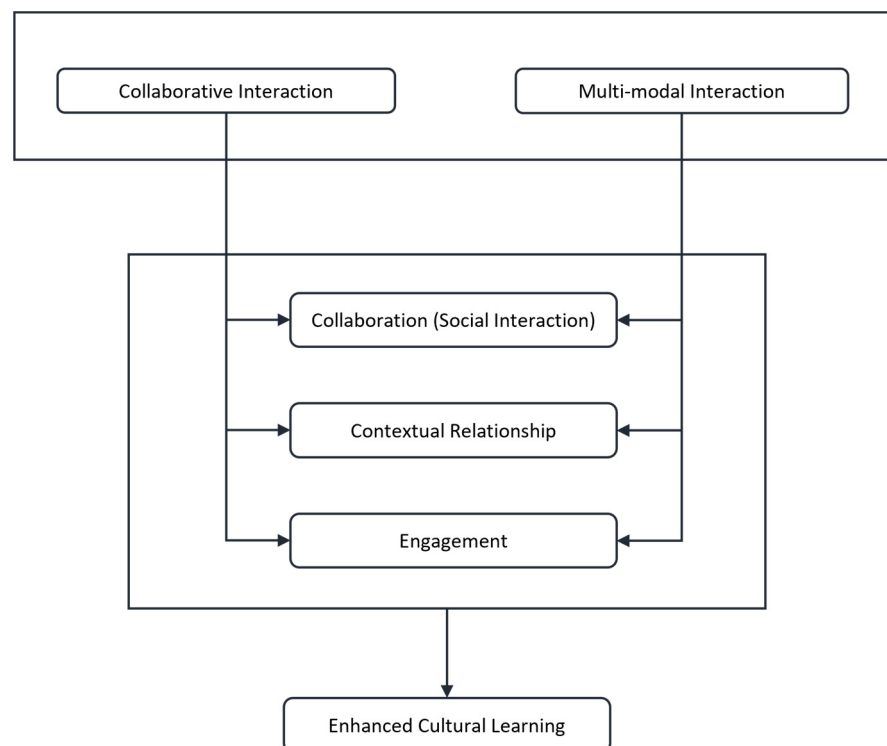 Collaborative Interaction
Multi-modal Interaction
Collaboration (Social Interaction)
Contextual Relationship
Engagement
Enhanced Cultural Learning